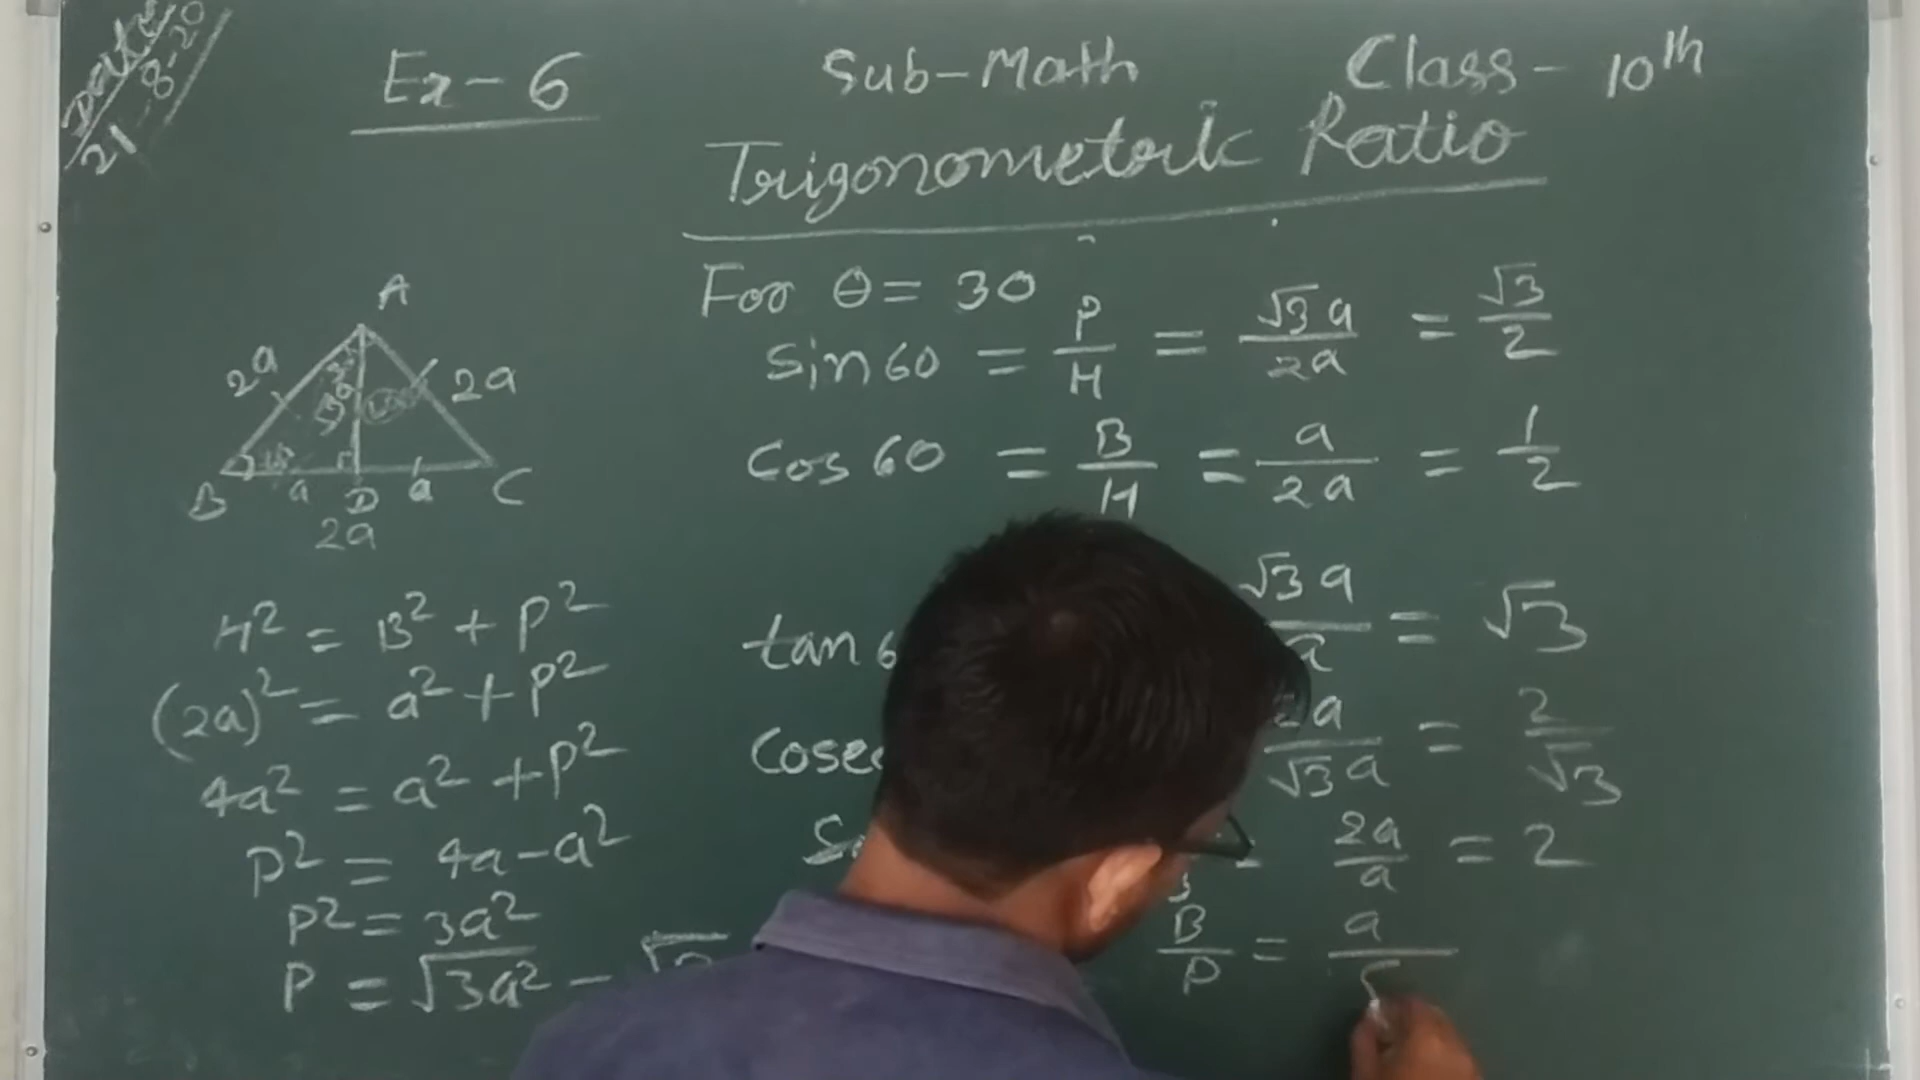 Date
21-8-20
Ex-6
Sub-Math
Class-10th
Trigonometric Ratio
A
2a
2a
B
a
D
a
C
2a
H² = B² + P²
(2a)² = a² + P²
4a² = a² + P²
P² = 4a-a²
P² = 3a²
P = √3a² -
For θ = 30
sin 60 = P/H = √3a/2a = √3/2
Cos 60 = B/H = a/2a = 1/2
tan 6 √3a/a = √3
Cosec 2a/√3a = 2/√3
2a/a = 2
B/P = a/